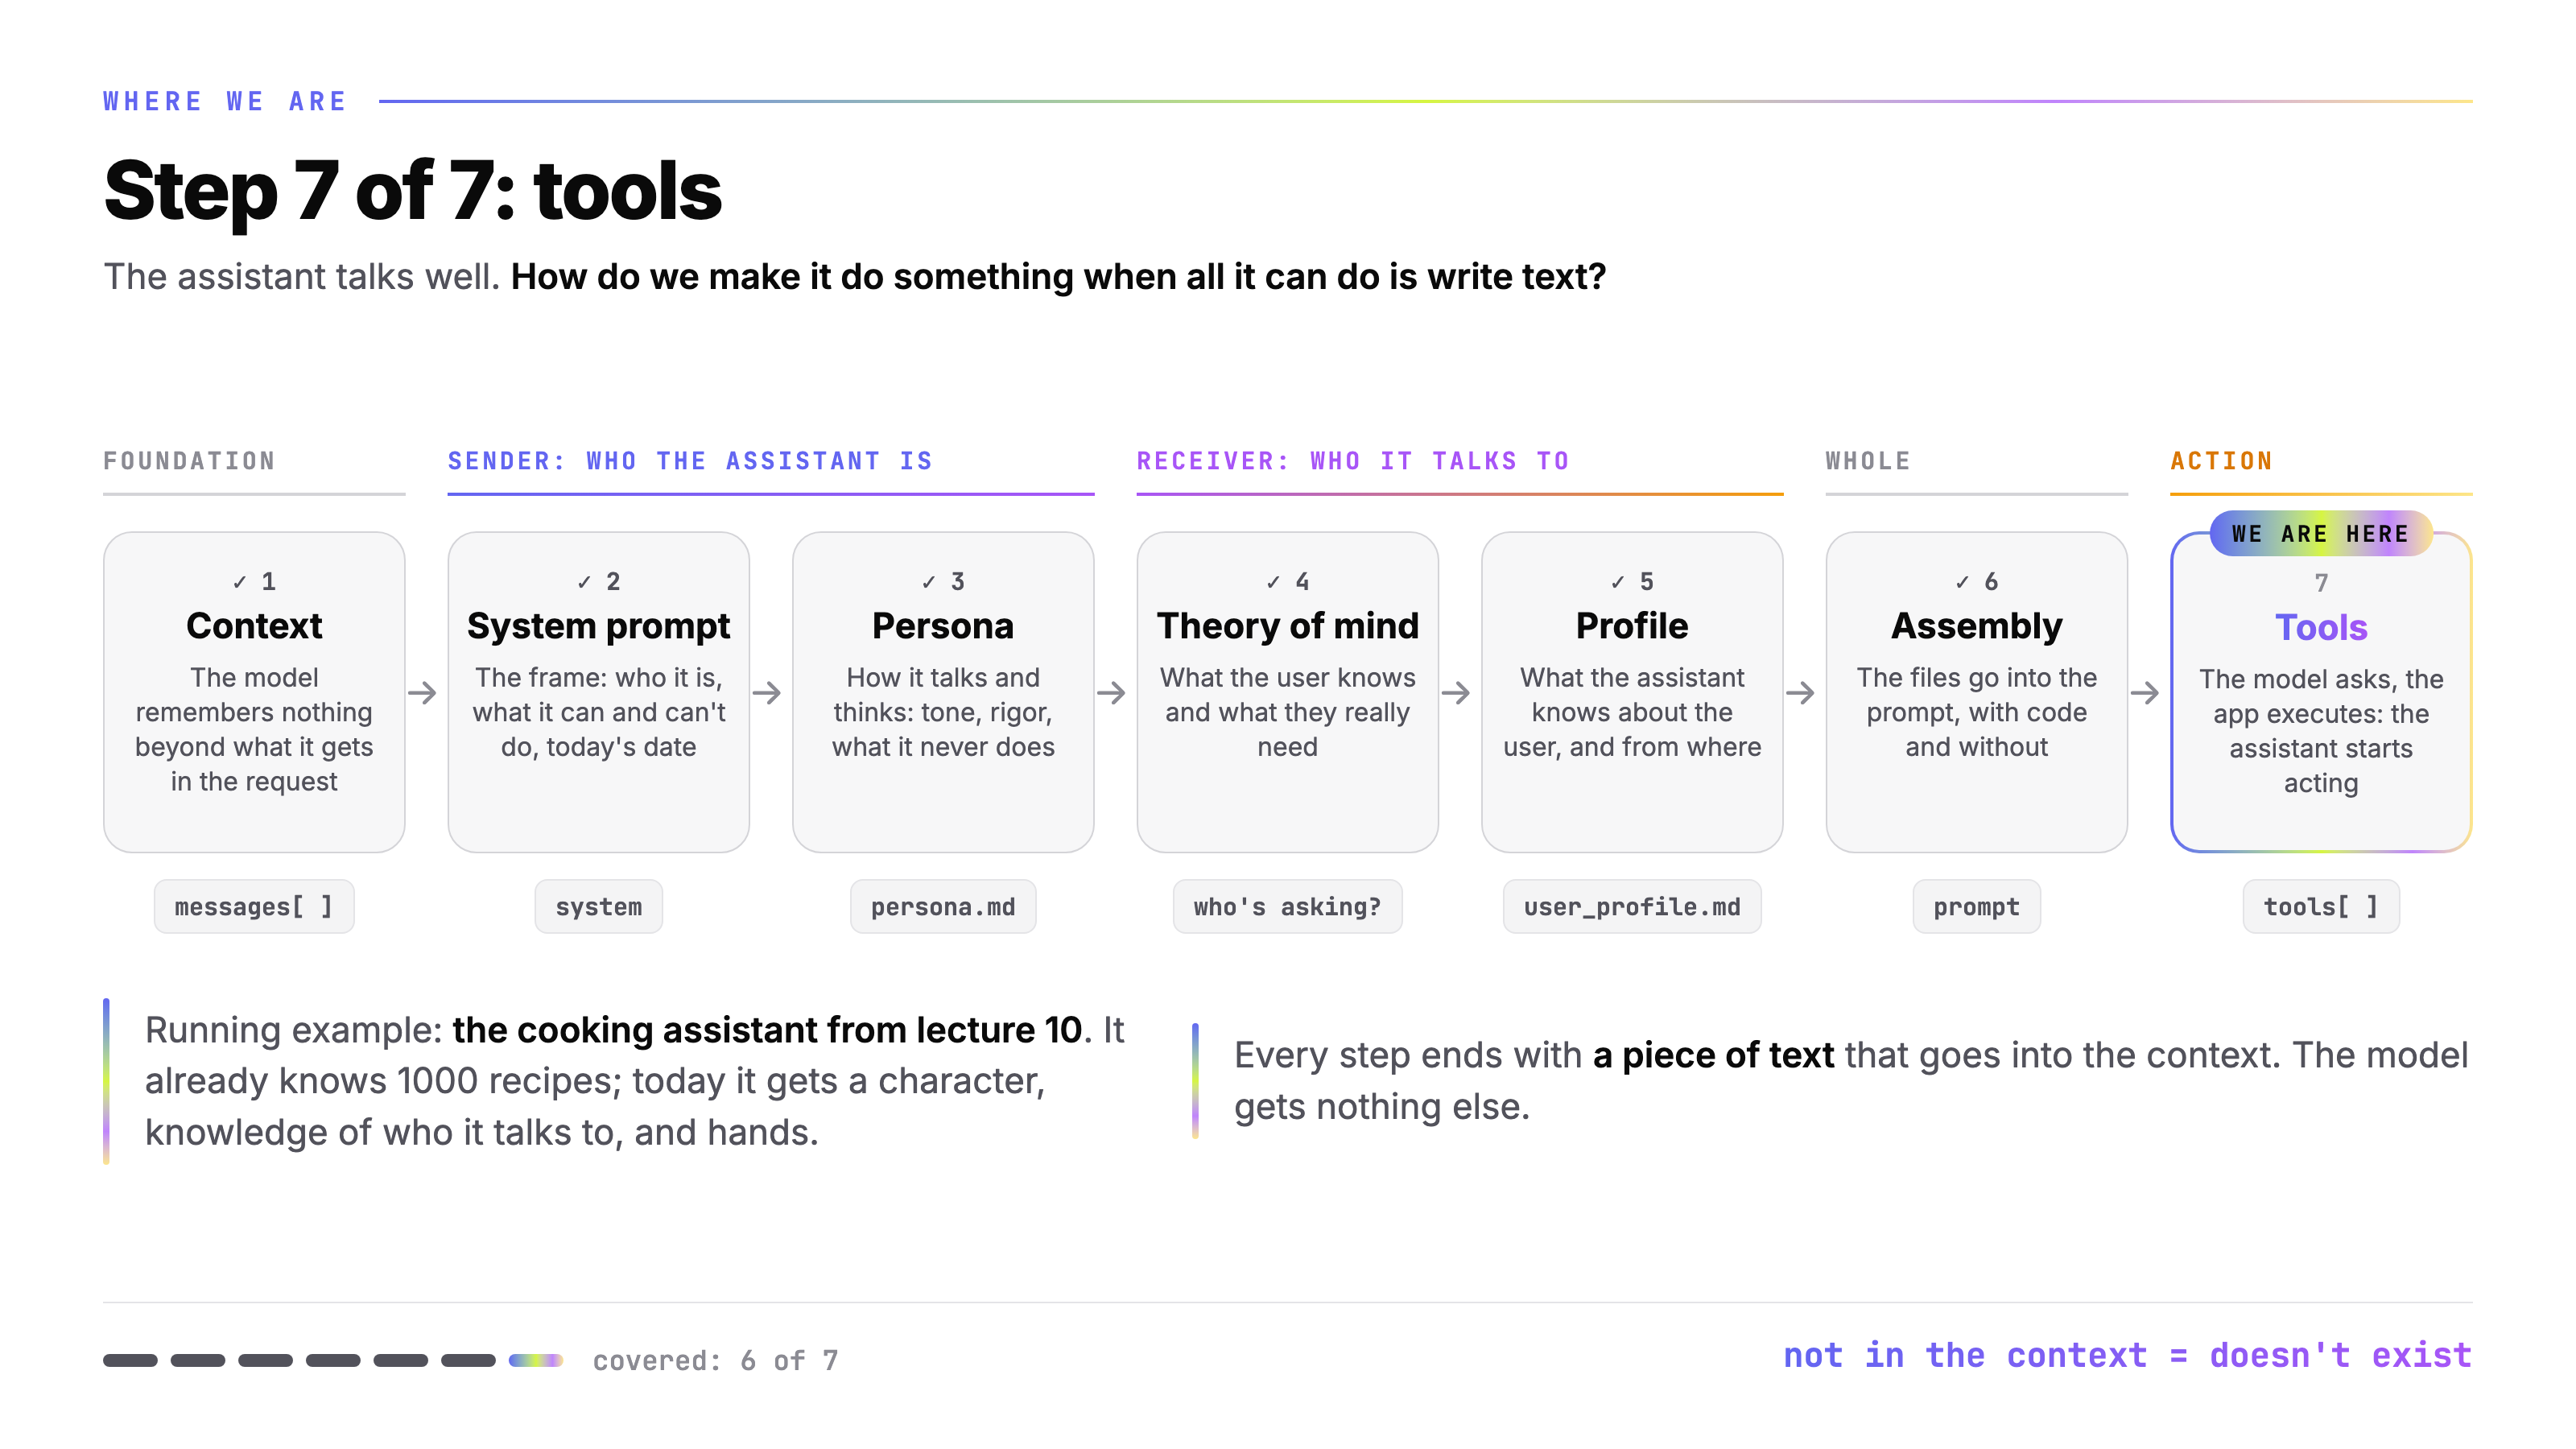 WHERE WE ARE
Step 7 of 7: tools
The assistant talks well. How do we make it do something when all it can do is write text?
FOUNDATION
SENDER: WHO THE ASSISTANT IS
RECEIVER: WHO IT TALKS TO
WHOLE
ACTION
✓ 1
Context
The model
remembers nothing
beyond what it gets
in the request
messages[ ]
✓ 2
System prompt
The frame: who it is,
what it can and can't
do, today's date
system
✓ 3
Persona
How it talks and
thinks: tone, rigor,
what it never does
persona.md
✓ 4
Theory of mind
What the user knows
and what they really
need
who's asking?
✓ 5
Profile
What the assistant
knows about the
user, and from where
user_profile.md
✓ 6
Assembly
The files go into the
prompt, with code
and without
prompt
WE ARE HERE
7
Tools
The model asks, the
app executes: the
assistant starts
acting
tools[ ]
Running example: the cooking assistant from lecture 10. It
already knows 1000 recipes; today it gets a character,
knowledge of who it talks to, and hands.
Every step ends with a piece of text that goes into the context. The model
gets nothing else.
covered: 6 of 7
not in the context = doesn't exist